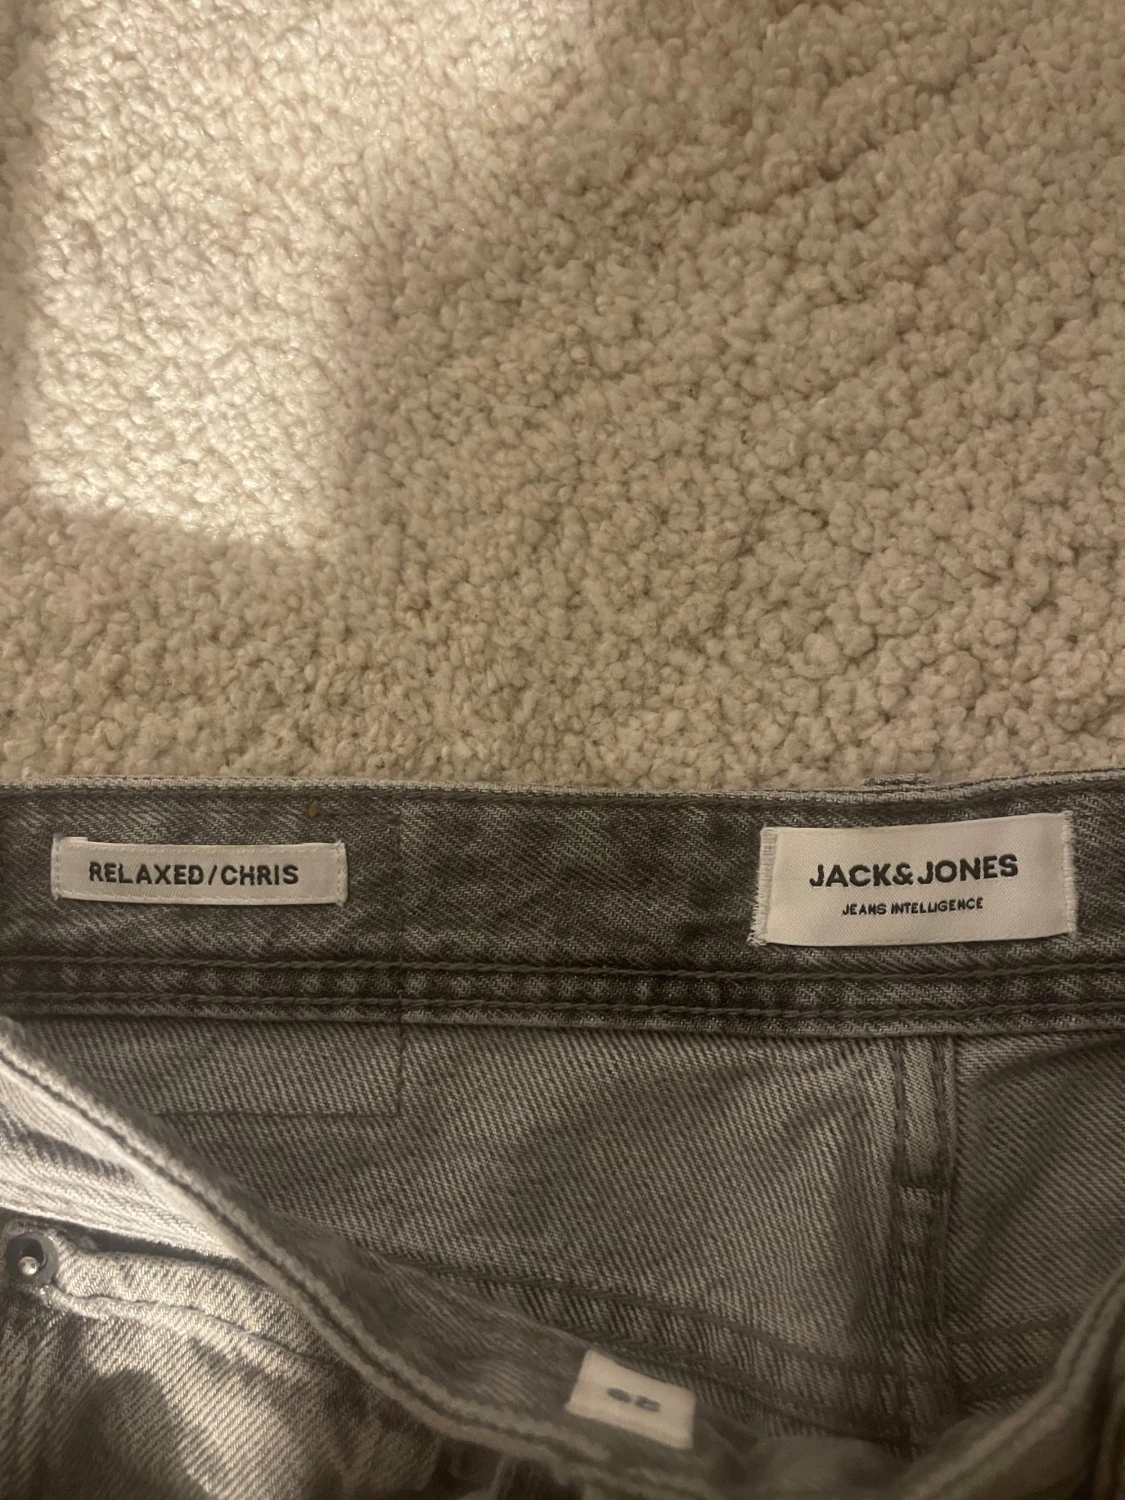 RELAXED/CHRIS
JACK&JONES
JEANS INTELLIGENCE